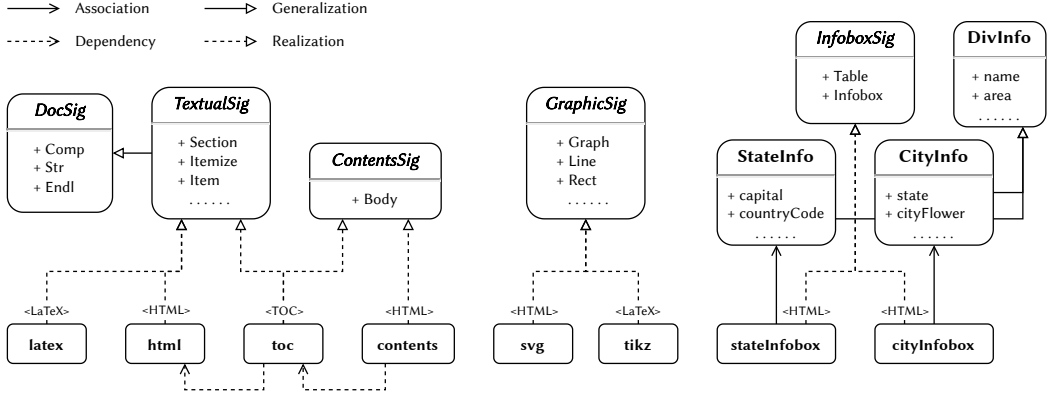 Association
Generalization
Dependency
Realization
DocSig
+ Comp
+ Str
+ Endl
TextualSig
+ Section
+ Itemize
+ Item
. . . . . .
ContentsSig
+ Body
GraphicSig
+ Graph
+ Line
+ Rect
. . . . . .
InfoboxSig
+ Table
+ Infobox
DivInfo
+ name
+ area
. . . . . .
StateInfo
+ capital
+ countryCode
. . . . . .
CityInfo
+ state
+ cityFlower
. . . . . .
<LaTeX>
<HTML>
<TOC>
<HTML>
<HTML>
<LaTeX>
<HTML>
<HTML>
latex
html
toc
contents
svg
tikz
stateInfobox
cityInfobox